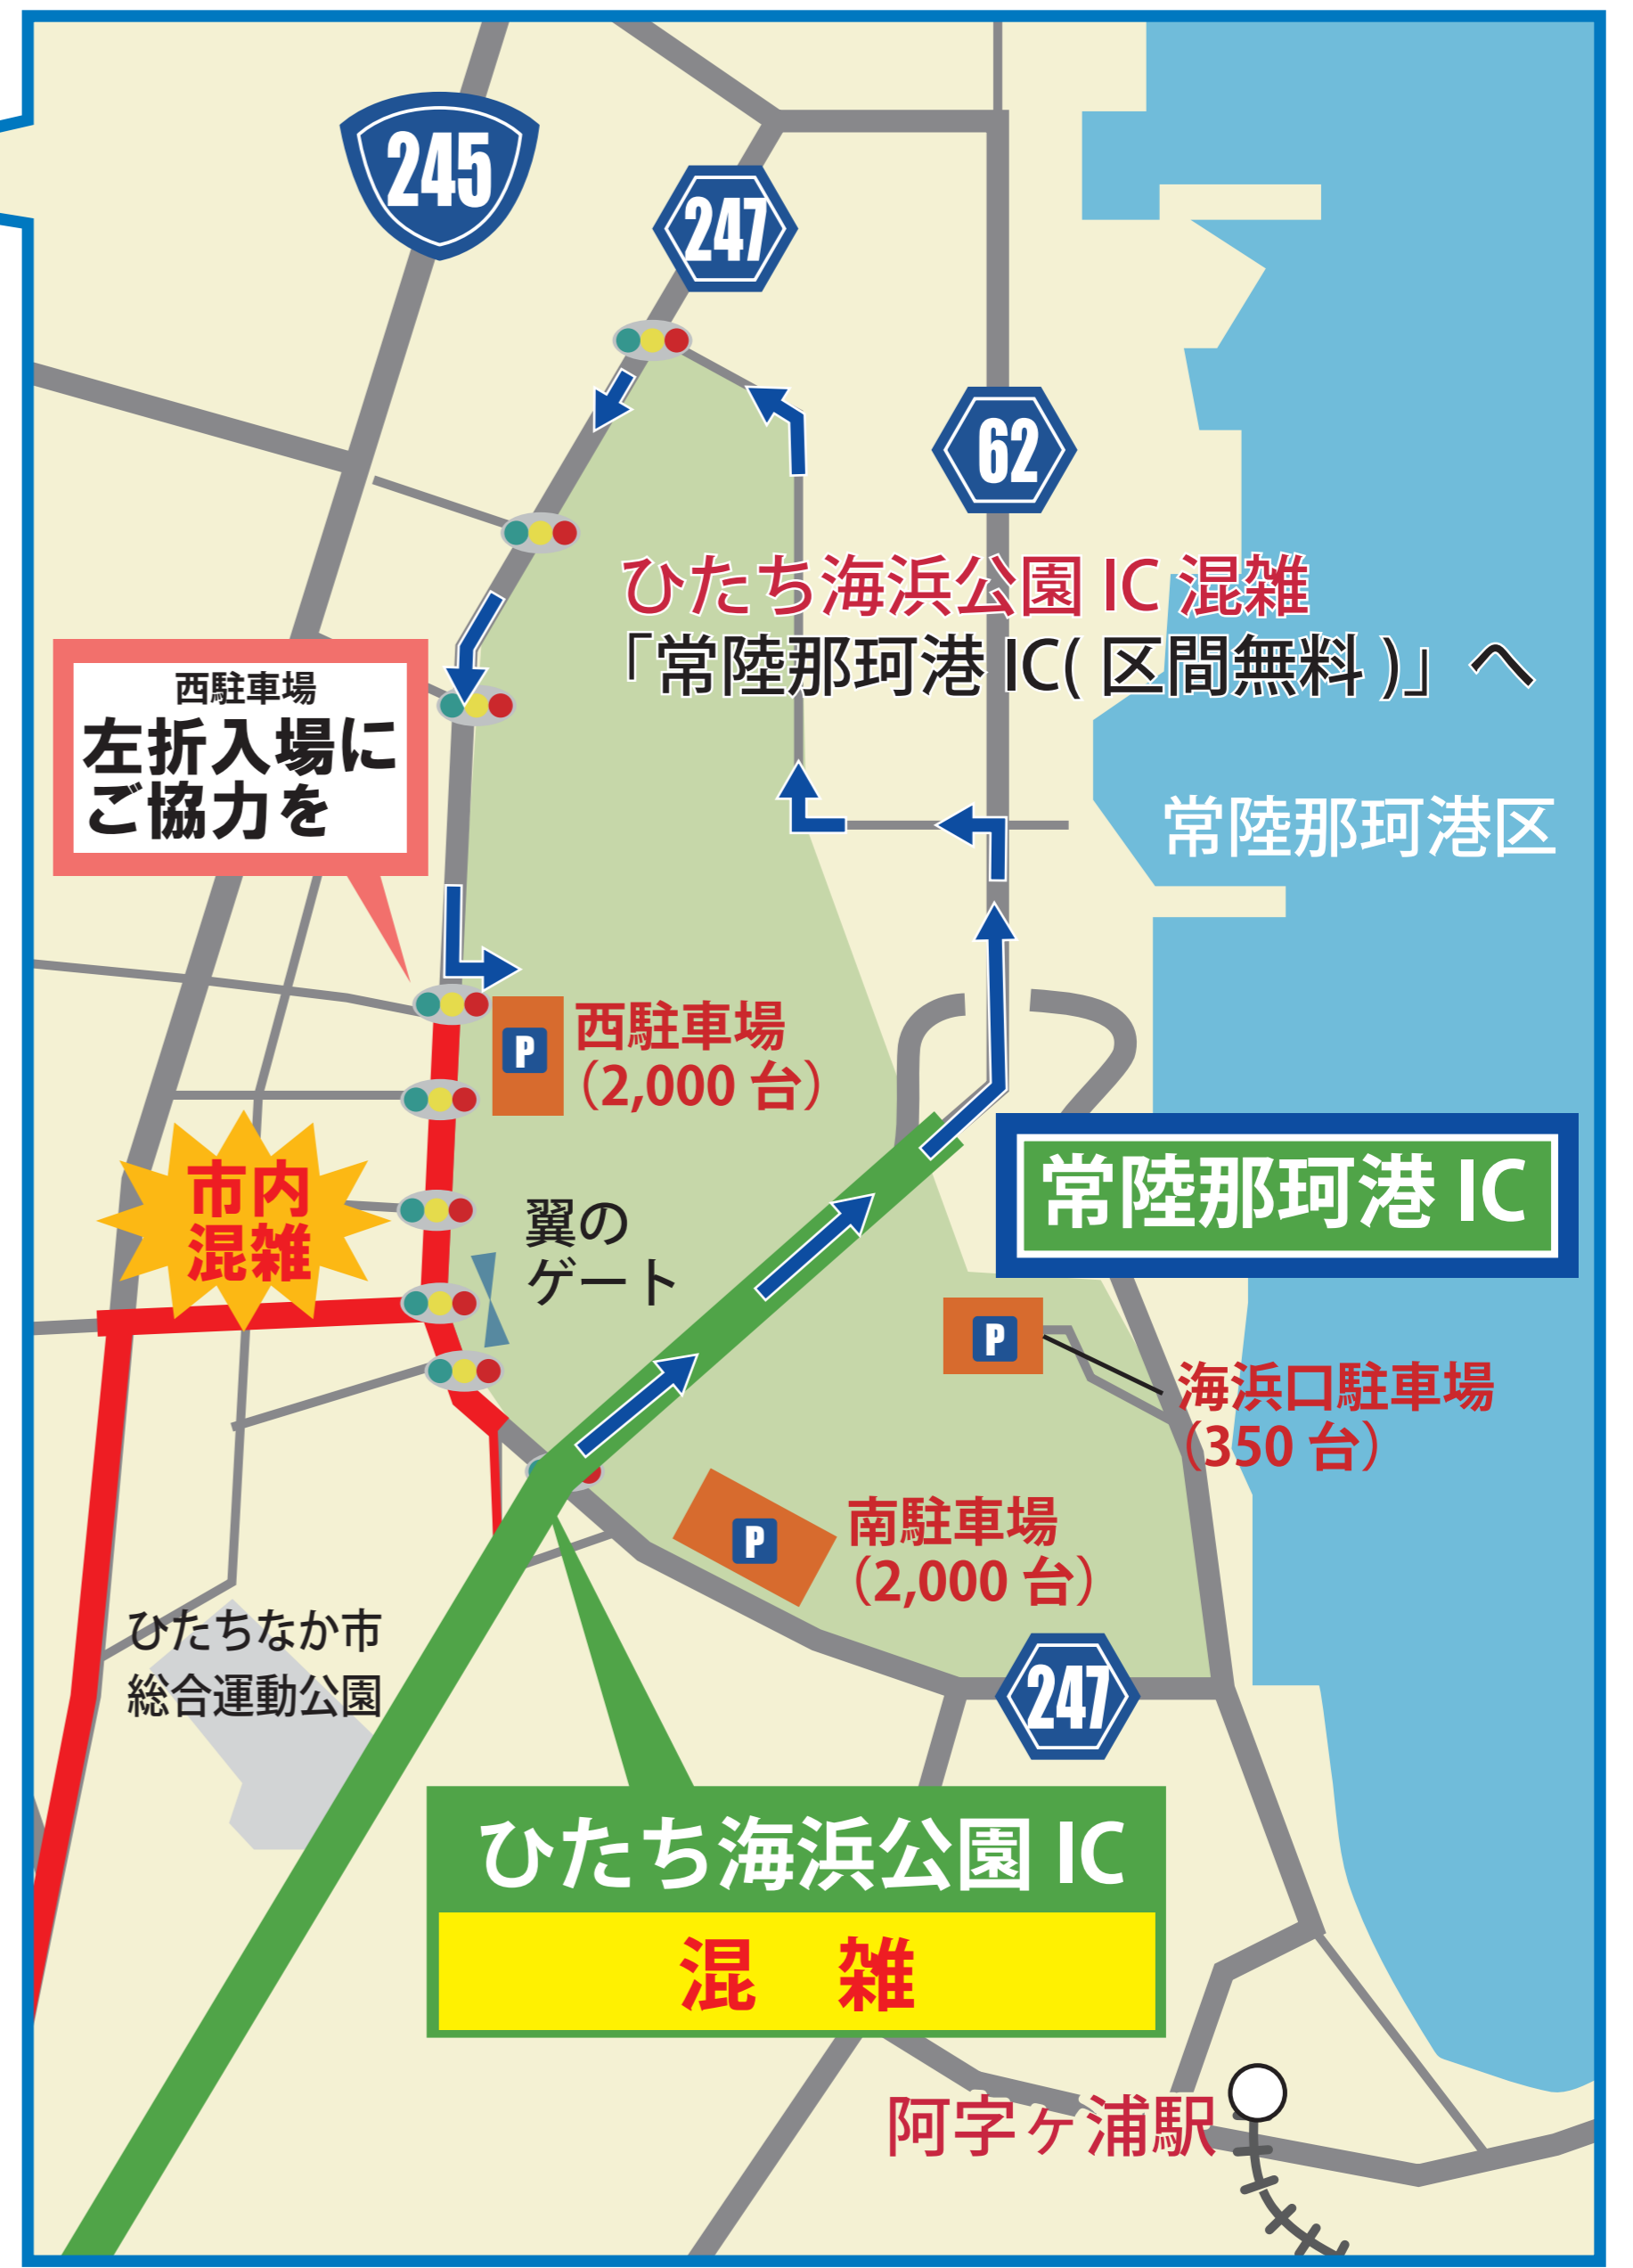 245
247
62
ひたち海浜公園 IC 混雑
「常陸那珂港 IC( 区間無料 )」へ
西駐車場
左折入場に
ご協力を
常陸那珂港区
P
西駐車場
（2,000 台）
市内
混雑
翼の
ゲート
常陸那珂港 IC
P
海浜口駐車場
（350 台）
P
南駐車場
（2,000 台）
ひたちなか市
総合運動公園
247
ひたち海浜公園 IC
混　雑
阿字ヶ浦駅